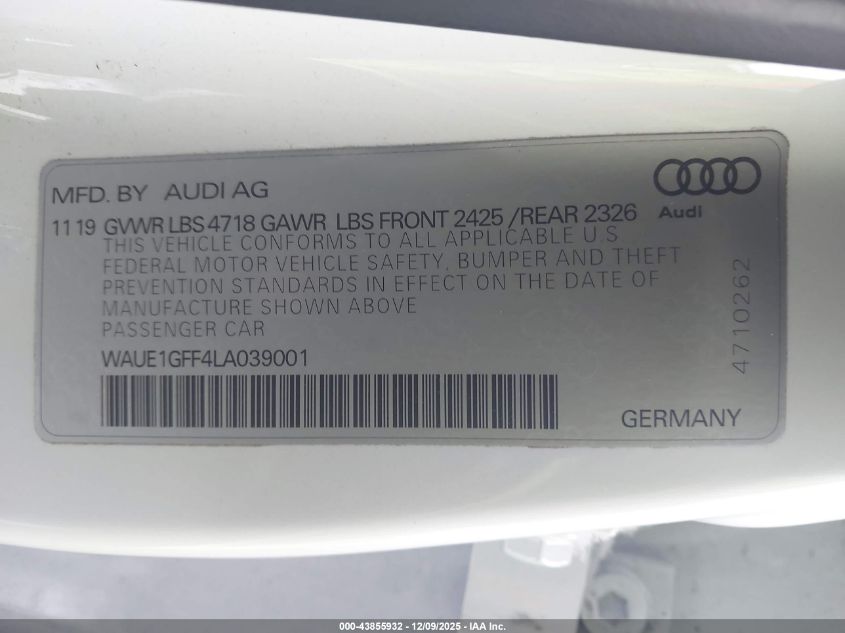 MFD. BY AUDI AG
11 19 GVWR LBS 4718 GAWR LBS FRONT 2425 /REAR 2326
Audi
THIS VEHICLE CONFORMS TO ALL APPLICABLE U.S
FEDERAL MOTOR VEHICLE SAFETY, BUMPER AND THEFT
PREVENTION STANDARDS IN EFFECT ON THE DATE OF
MANUFACTURE SHOWN ABOVE
PASSENGER CAR
WAUE1GFF4LA039001
4710262
GERMANY
000-43855932 - 12/09/2025 - IAA Inc.